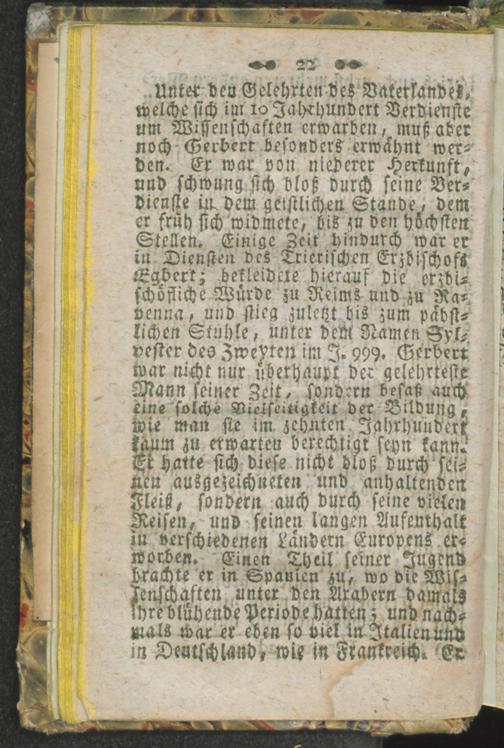 22
Unter den Gelehrten des Vaterlandes,
welche sich im 10 Jahrhundert Verdienste
um Wissenschaften erwarben, muß aber
noch Gerbert besonders erwähnt wer-
den. Er war von niederer Herkunft,
und schwung sich bloß durch seine Ver-
dienste in dem geistlichen Stande, dem
er früh sich widmete, bis zu den höchsten
Stellen. Einige Zeit hindurch war er
in Diensten des Trierischen Erzbischofs
Egbert; bekleidete hierauf die erzbi-
schöfliche Würde zu Reims und zu Ra-
venna, und stieg zuletzt bis zum päbst-
lichen Stuhle, unter dem Namen Syl-
vester des Zweyten im J. 999. Gerbert
war nicht nur überhaupt der gelehrteste
Mann seiner Zeit, sondern besaß auch
eine solche Vielseitigkeit der Bildung,
wie man sie im zehnten Jahrhundert
kaum zu erwarten berechtigt seyn kann.
Er hatte sich diese nicht bloß durch sei-
nen ausgezeichneten und anhaltenden
Fleiß, sondern auch durch seine vielen
Reisen, und seinen langen Aufenthalt
in verschiedenen Ländern Europens er-
worben. Einen Theil seiner Jugend
brachte er in Spanien zu, wo die Wis-
senschaften unter den Arabern damals
ihre blühende Periode hatten; und nach-
mals war er eben so viel in Italien und
in Deutschland, wie in Frankreich. Er